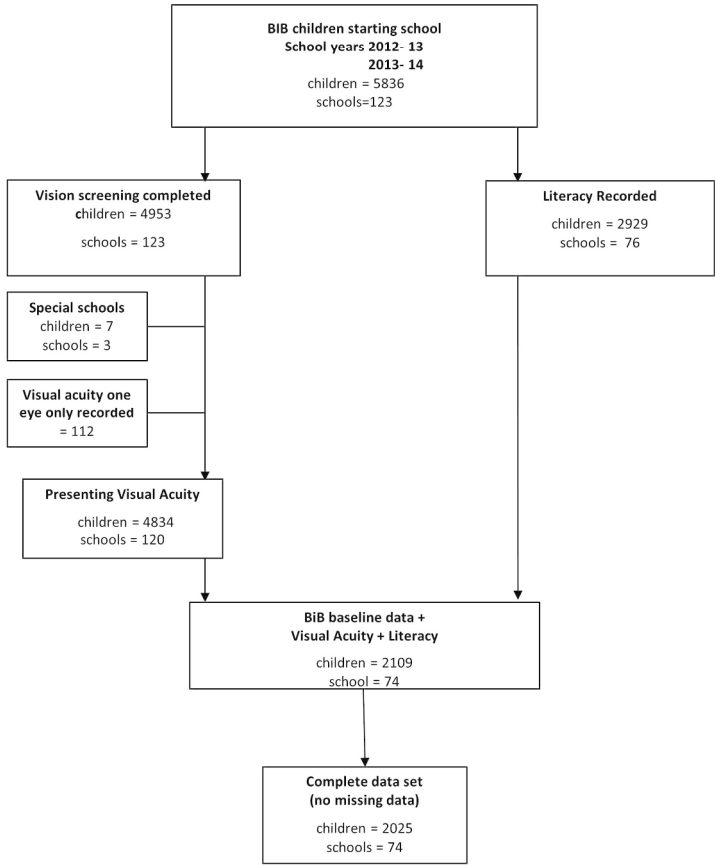 BIB children starting school
School years 2012- 13
2013- 14
children = 5836
schools=123
Vision screening completed
children = 4953
schools = 123
Literacy Recorded
children = 2929
schools = 76
Special schools
children = 7
schools = 3
Visual acuity one
eye only recorded
= 112
Presenting Visual Acuity
children = 4834
schools = 120
BiB baseline data +
Visual Acuity + Literacy
children = 2109
school = 74
Complete data set
(no missing data)
children = 2025
schools = 74